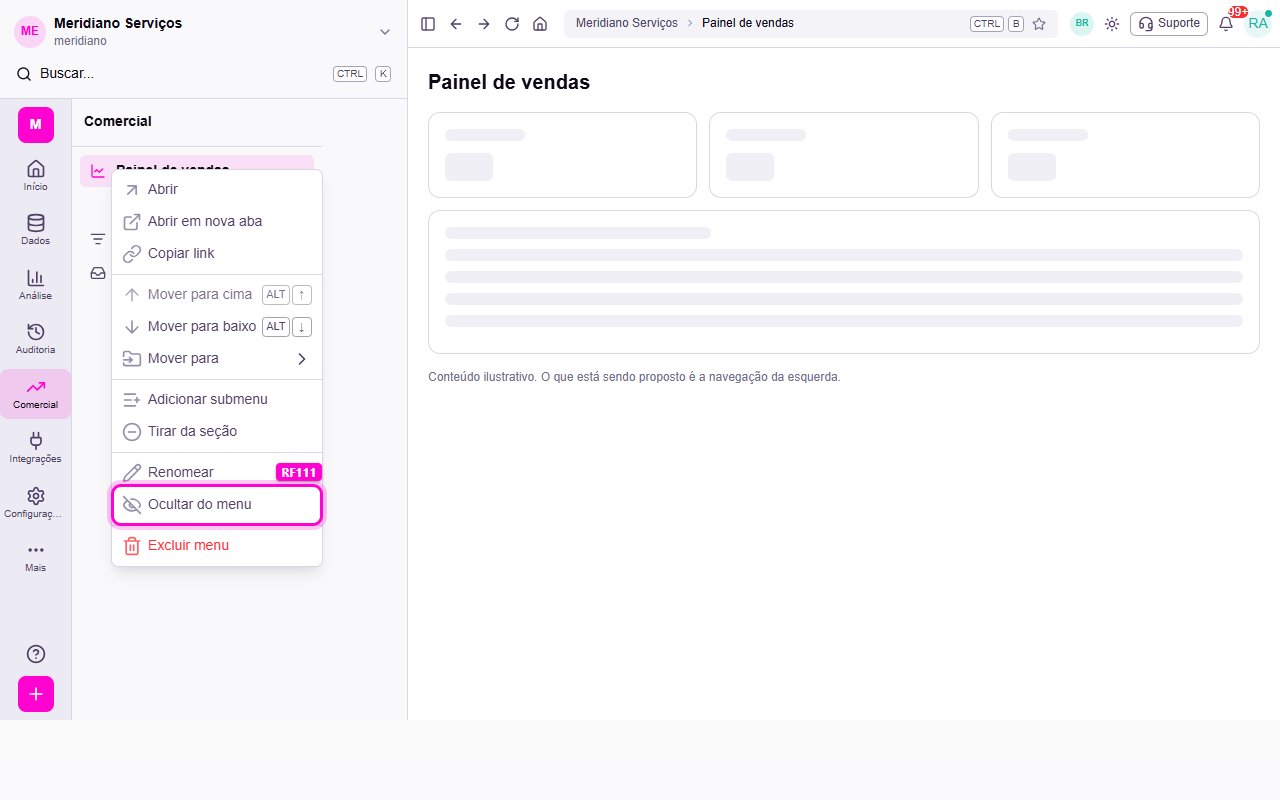 ME
Meridiano Serviços
meridiano
Buscar...
CTRL K
M
Início
Dados
Análise
Auditoria
Comercial
Integrações
Configuraç...
Mais
Comercial
Painel de vendas
Abrir
Abrir em nova aba
Copiar link
Mover para cima ALT ↑
Mover para baixo ALT ↓
Mover para
Adicionar submenu
Tirar da seção
Renomear
RF111
Ocultar do menu
Excluir menu
Meridiano Serviços > Painel de vendas
CTRL B
BR
Suporte
99+
RA
Painel de vendas
Conteúdo ilustrativo. O que está sendo proposto é a navegação da esquerda.